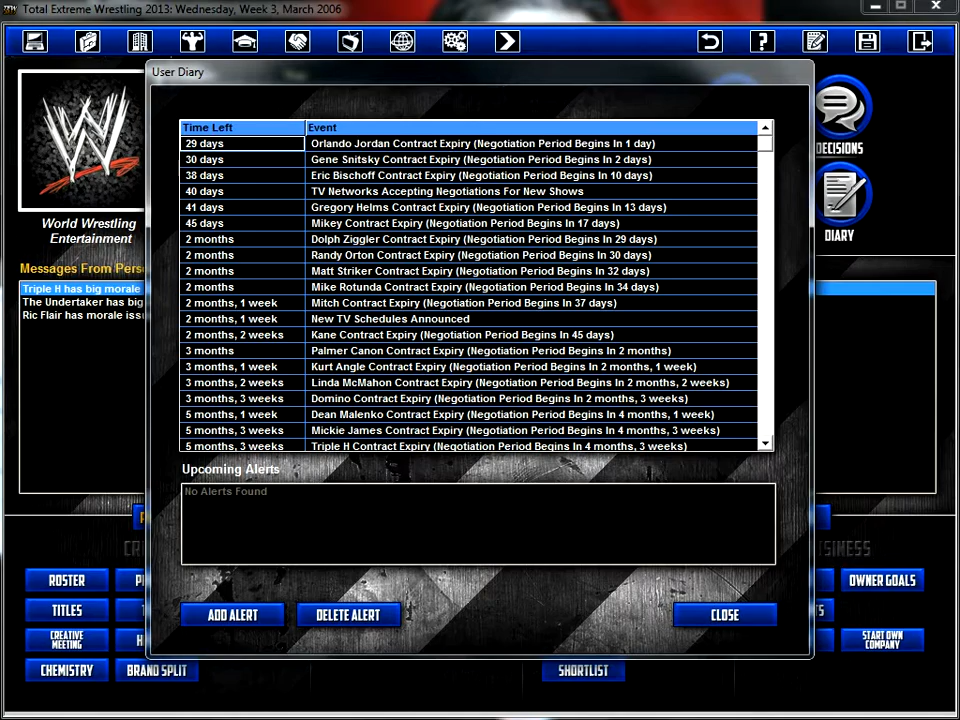 Total Extreme Wrestling 2013: Wednesday, Week 3, March 2006
User Diary
World Wrestling
Entertainment
Messages From Pers
Triple H has big morale
The Undertaker has big
Ric Flair has morale iss
DECISIONS
DIARY
Time Left Event
29 days Orlando Jordan Contract Expiry (Negotiation Period Begins In 1 day)
30 days Gene Snitsky Contract Expiry (Negotiation Period Begins In 2 days)
38 days Eric Bischoff Contract Expiry (Negotiation Period Begins In 10 days)
40 days TV Networks Accepting Negotiations For New Shows
41 days Gregory Helms Contract Expiry (Negotiation Period Begins In 13 days)
45 days Mikey Contract Expiry (Negotiation Period Begins In 17 days)
2 months Dolph Ziggler Contract Expiry (Negotiation Period Begins In 29 days)
2 months Randy Orton Contract Expiry (Negotiation Period Begins In 30 days)
2 months Matt Striker Contract Expiry (Negotiation Period Begins In 32 days)
2 months Mike Rotunda Contract Expiry (Negotiation Period Begins In 34 days)
2 months, 1 week Mitch Contract Expiry (Negotiation Period Begins In 37 days)
2 months, 1 week New TV Schedules Announced
2 months, 2 weeks Kane Contract Expiry (Negotiation Period Begins In 45 days)
3 months Palmer Canon Contract Expiry (Negotiation Period Begins In 2 months)
3 months, 1 week Kurt Angle Contract Expiry (Negotiation Period Begins In 2 months, 1 week)
3 months, 2 weeks Linda McMahon Contract Expiry (Negotiation Period Begins In 2 months, 2 weeks)
3 months, 3 weeks Domino Contract Expiry (Negotiation Period Begins In 2 months, 3 weeks)
5 months, 1 week Dean Malenko Contract Expiry (Negotiation Period Begins In 4 months, 1 week)
5 months, 3 weeks Mickie James Contract Expiry (Negotiation Period Begins In 4 months, 3 weeks)
5 months, 3 weeks Triple H Contract Expiry (Negotiation Period Begins In 4 months, 3 weeks)
Upcoming Alerts
No Alerts Found
ADD ALERT DELETE ALERT CLOSE
ROSTER
TITLES
CREATIVE
MEETING
CHEMISTRY
BRAND SPLIT
SHORTLIST
OWNER GOALS
START OWN
COMPANY